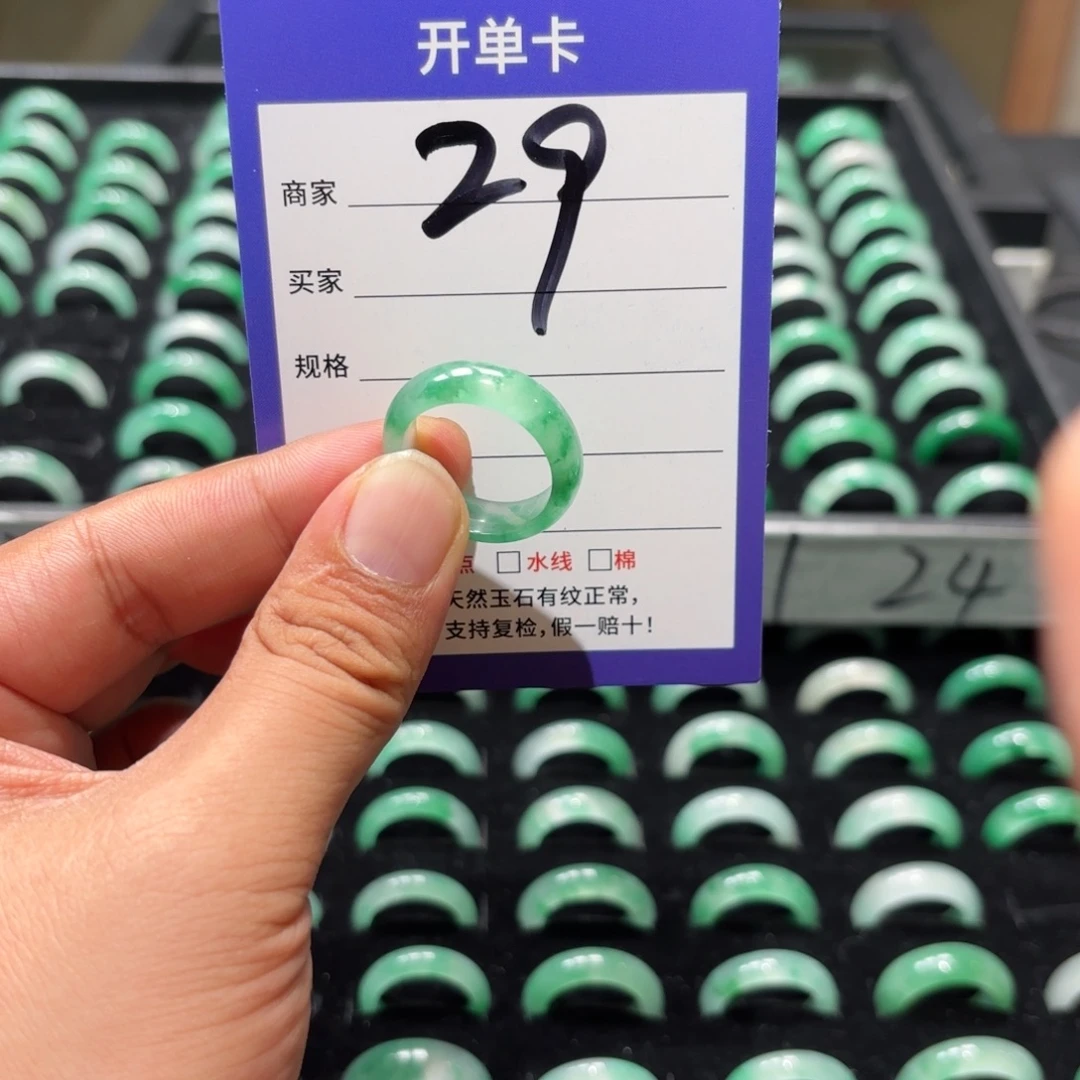 开单卡
29
商家
买家
规格
点 □水线 □棉
天然玉石有纹正常，
支持复检，假一赔十！
24